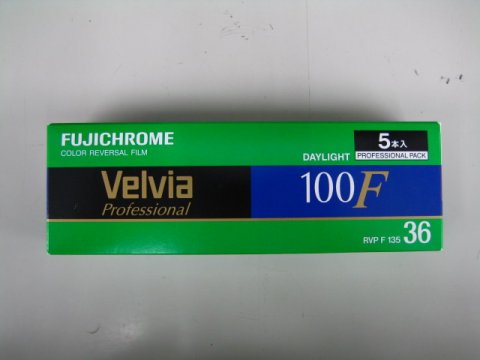 FUJICHROME
COLOR REVERSAL FILM
5本入
DAYLIGHT
PROFESSIONAL PACK
Velvia
Professional
100F
RVP F 135 36